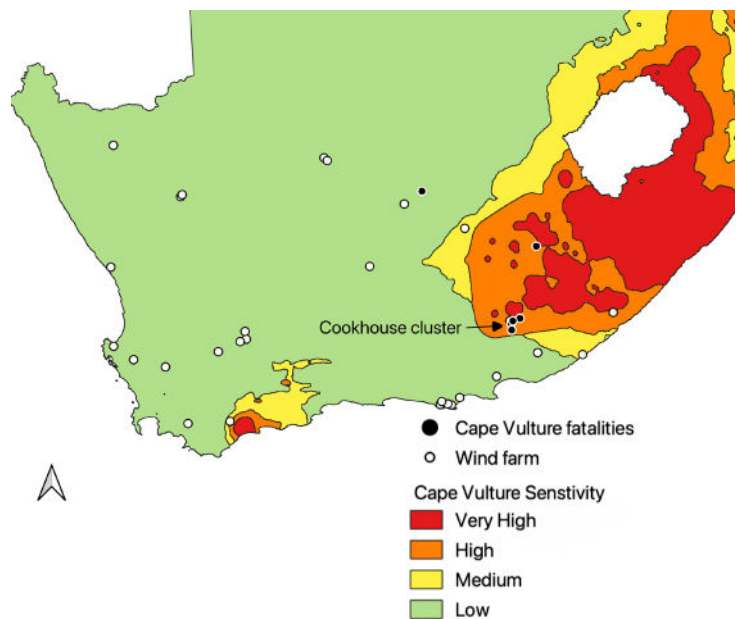 Cookhouse cluster
Cape Vulture fatalities
Wind farm
Cape Vulture Senstivity
Very High
High
Medium
Low